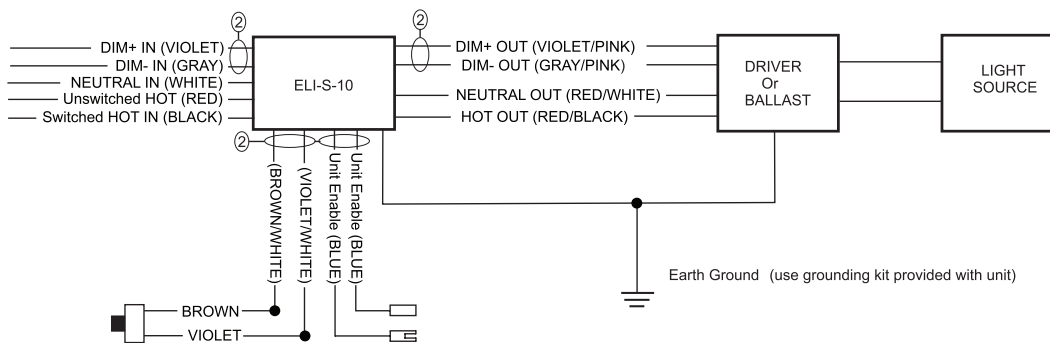 2
2
DIM+ IN (VIOLET)
DIM- IN (GRAY)
NEUTRAL IN (WHITE)
Unswitched HOT (RED)
Switched HOT IN (BLACK)
ELI-S-10
DIM+ OUT (VIOLET/PINK)
DIM- OUT (GRAY/PINK)
NEUTRAL OUT (RED/WHITE)
HOT OUT (RED/BLACK)
DRIVER
Or
BALLAST
LIGHT
SOURCE
2
(BROWN/WHITE)
(VIOLET/WHITE)
Unit Enable (BLUE)
Unit Enable (BLUE)
Earth Ground (use grounding kit provided with unit)
BROWN
VIOLET